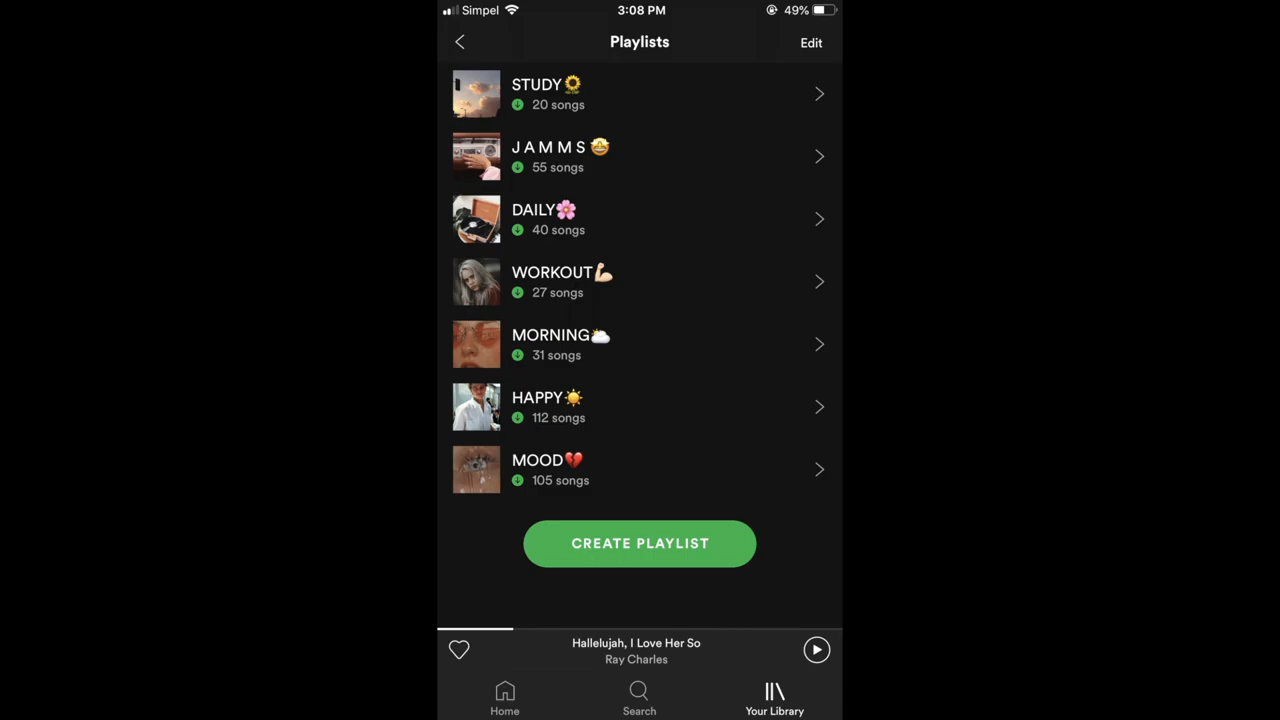 Simpel 3:08 PM 49%
Playlists Edit
STUDY🌻
20 songs
J A M M S 🤩
55 songs
DAILY🌸
40 songs
WORKOUT💪🏻
27 songs
MORNING🌥️
31 songs
HAPPY☀️
112 songs
MOOD💔
105 songs
CREATE PLAYLIST
Hallelujah, I Love Her So
Ray Charles
Home Search Your Library